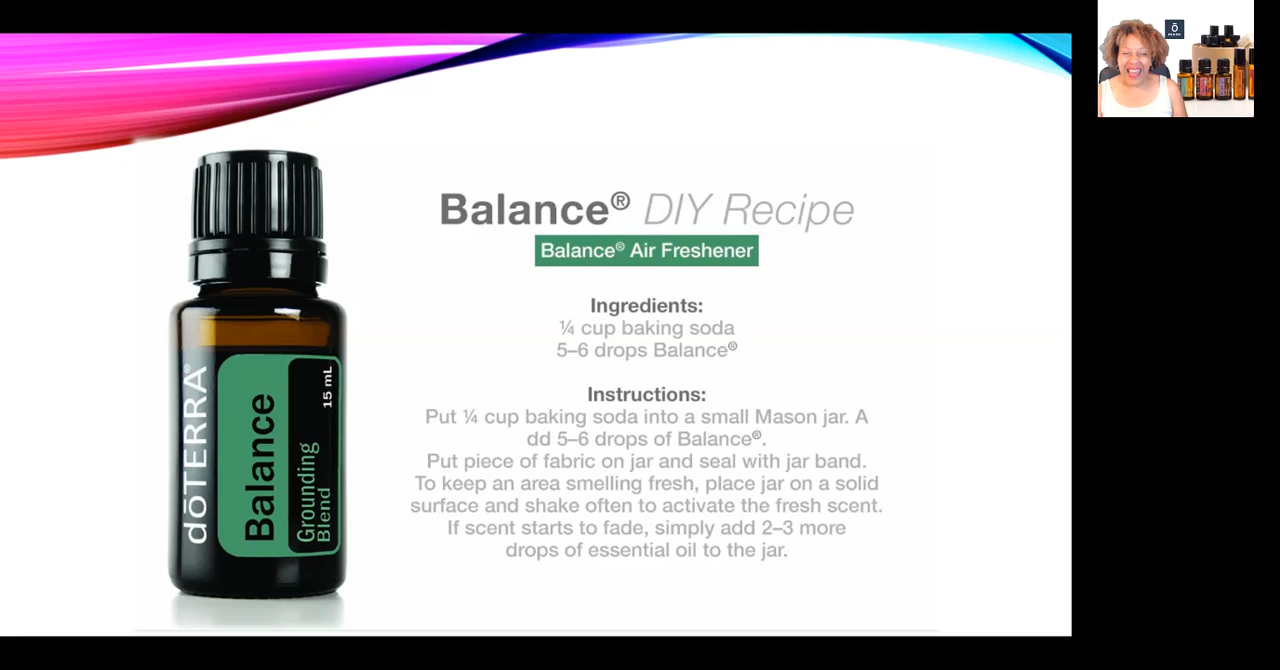 Balance® DIY Recipe
Balance® Air Freshener
Ingredients:
¼ cup baking soda
5–6 drops Balance®
Instructions:
Put ¼ cup baking soda into a small Mason jar. A
dd 5–6 drops of Balance®.
Put piece of fabric on jar and seal with jar band.
To keep an area smelling fresh, place jar on a solid
surface and shake often to activate the fresh scent.
If scent starts to fade, simply add 2–3 more
drops of essential oil to the jar.
dōTERRA®
Balance
Grounding
Blend
15 mL